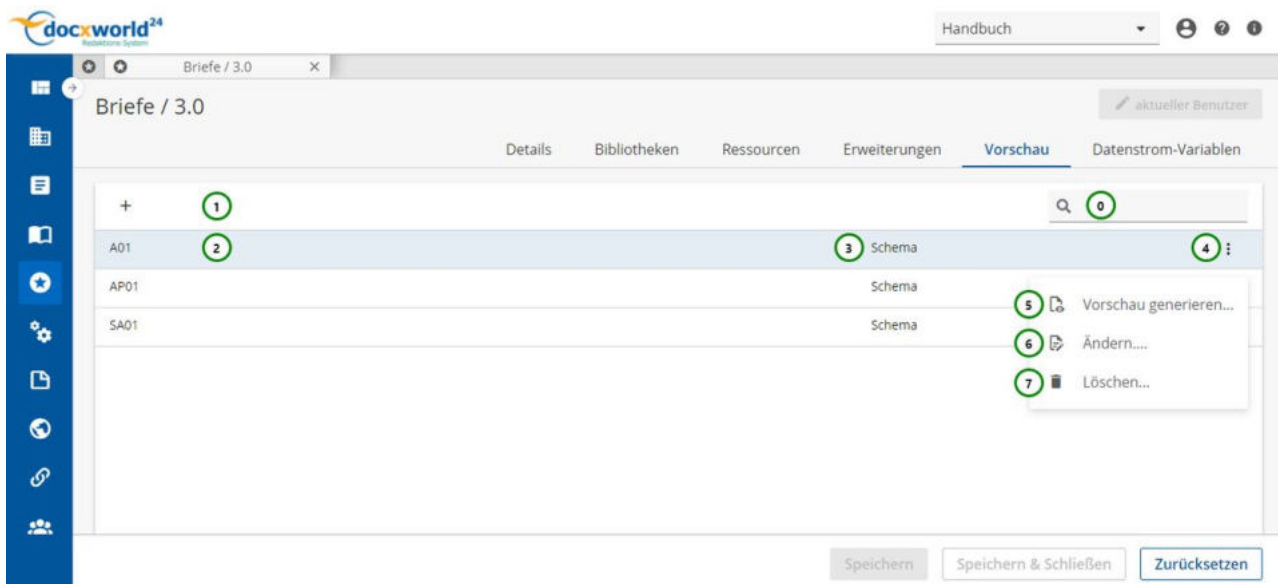 docxworld24
Redaktions-System
Handbuch
Briefe / 3.0
Briefe / 3.0
aktueller Benutzer
Details Bibliotheken Ressourcen Erweiterungen Vorschau Datenstrom-Variablen
+ 1 0
A01 2 3 Schema 4
AP01 Schema
5 Vorschau generieren...
SA01 Schema
6 Ändern....
7 Löschen...
Speichern Speichern & Schließen Zurücksetzen